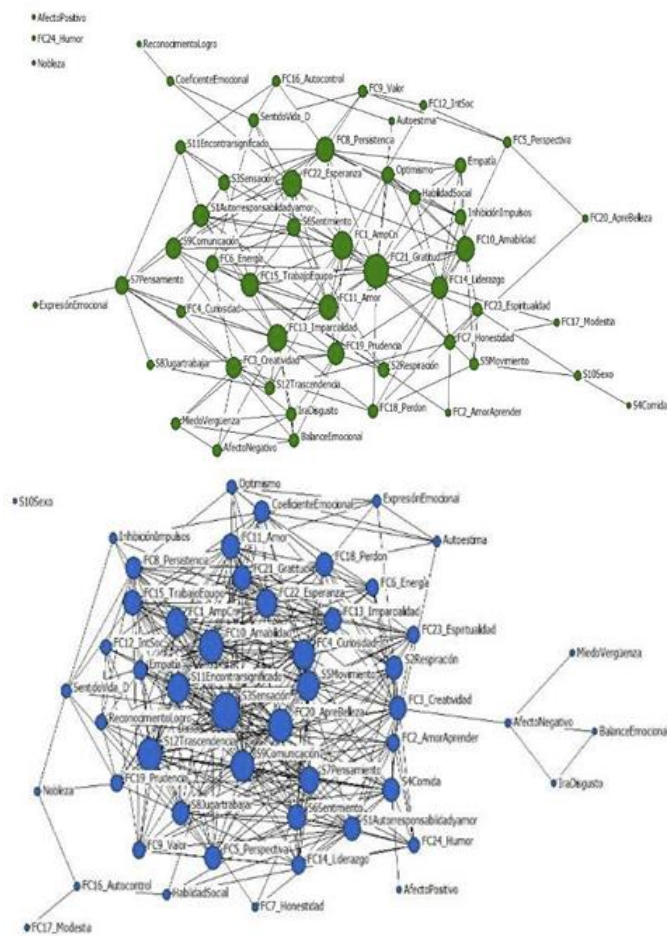 AfectoPositivo
FC24_Humor
ReconocimentoLogro
Nobleza
CoeficienteEmocional
FC16_Autocontrol
FC9_Valor
FC12_IntSoc
SentidoVida_D
Autoestima
FC5_Perspectiva
S11Encontrarsignificado
FC8_Persistencia
Empatía
S3Sensación
FC22_Esperanza
Optimismo
HabilidadSocial
S1Autorresponsabilidadyamor
InhibiciónImpulsos
FC20_ApreBelleza
S6Sentimiento
S9Comunicación
FC1_AmpCn
FC10_Amabilidad
FC6_Energía
FC21_Gratitud
S7Pensamiento
FC15_TrabajoEquipo
FC14_Liderazgo
ExpresiónEmocional
FC4_Curiosidad
FC11_Amor
FC23_Espiritualidad
FC17_Modestia
FC13_Imparcialidad
FC7_Honestidad
FC19_Prudencia
S8Jugartrabajar
FC3_Creatividad
S2Respiración
S5Movimiento
S10Sexo
S12Trascendencia
S4Comida
MiedoVergüenza
IraDisgusto
FC18_Perdon
FC2_AmorAprender
AfectoNegativo
BalanceEmocional
Optimismo
S10Sexo
CoeficienteEmocional
ExpresiónEmocional
InhibiciónImpulsos
FC11_Amor
Autoestima
FC8_Persistencia
FC21_Gratitud
FC18_Perdon
FC6_Energía
FC15_TrabajoEquipo
FC22_Esperanza
FC1_AmpCn
FC13_Imparcialidad
FC12_IntSoc
FC10_Amabilidad
FC4_Curiosidad
FC23_Espiritualidad
Empatía
S2Respiración
MiedoVergüenza
SentidoVida_D
S11Encontrarsignificado
S5Movimiento
FC3_Creatividad
ReconocimientoLogro
S3Sensación
FC20_ApreBelleza
AfectoNegativo
BalanceEmocional
S12Trascendencia
FC2_AmorAprender
S9Comunicación
Nobleza
FC19_Prudencia
S7Pensamiento
S4Comida
IraDisgusto
S8Jugartrabajar
S6Sentimiento
S1Autorresponsabilidadyamor
FC9_Valor
FC5_Perspectiva
FC14_Liderazgo
FC24_Humor
FC16_Autocontrol
HabilidadSocial
AfectoPositivo
FC7_Honestidad
FC17_Modestia